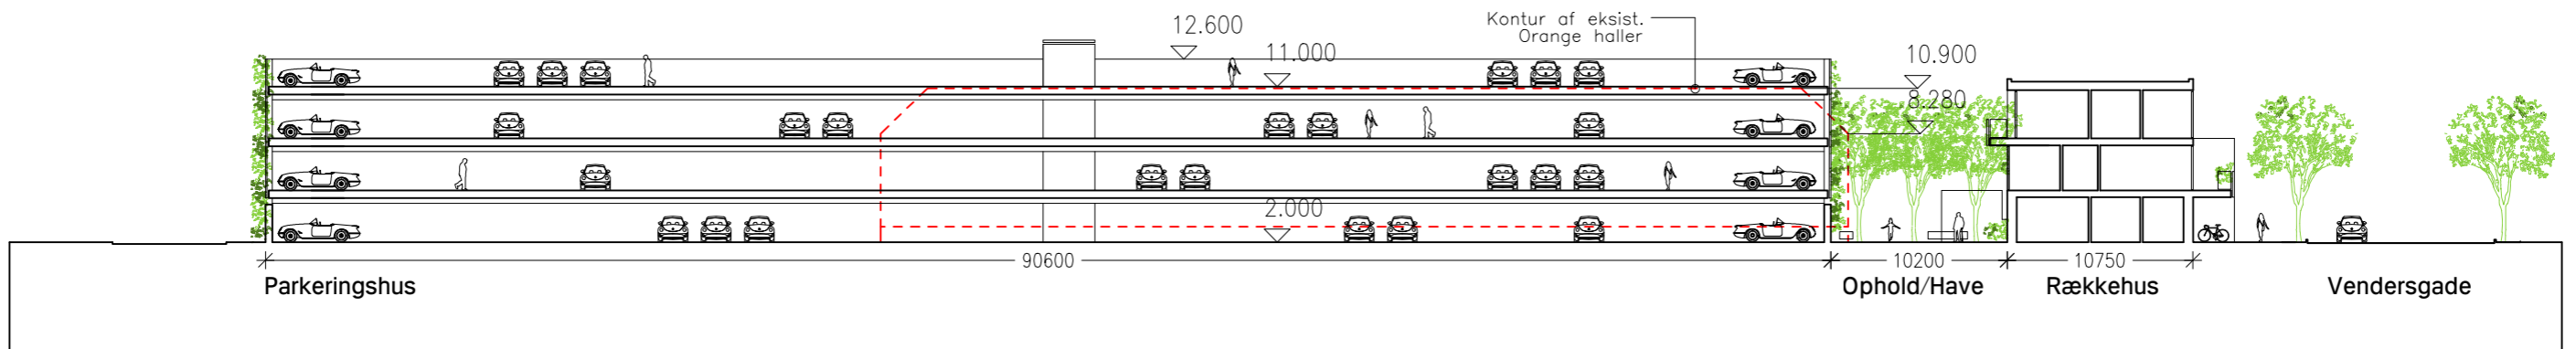 12.600
Kontur af eksist.
Orange haller
11.000
10.900
8.280
2.000
90600
10200
10750
Parkeringshus
Ophold/Have
Rækkehus
Vendersgade